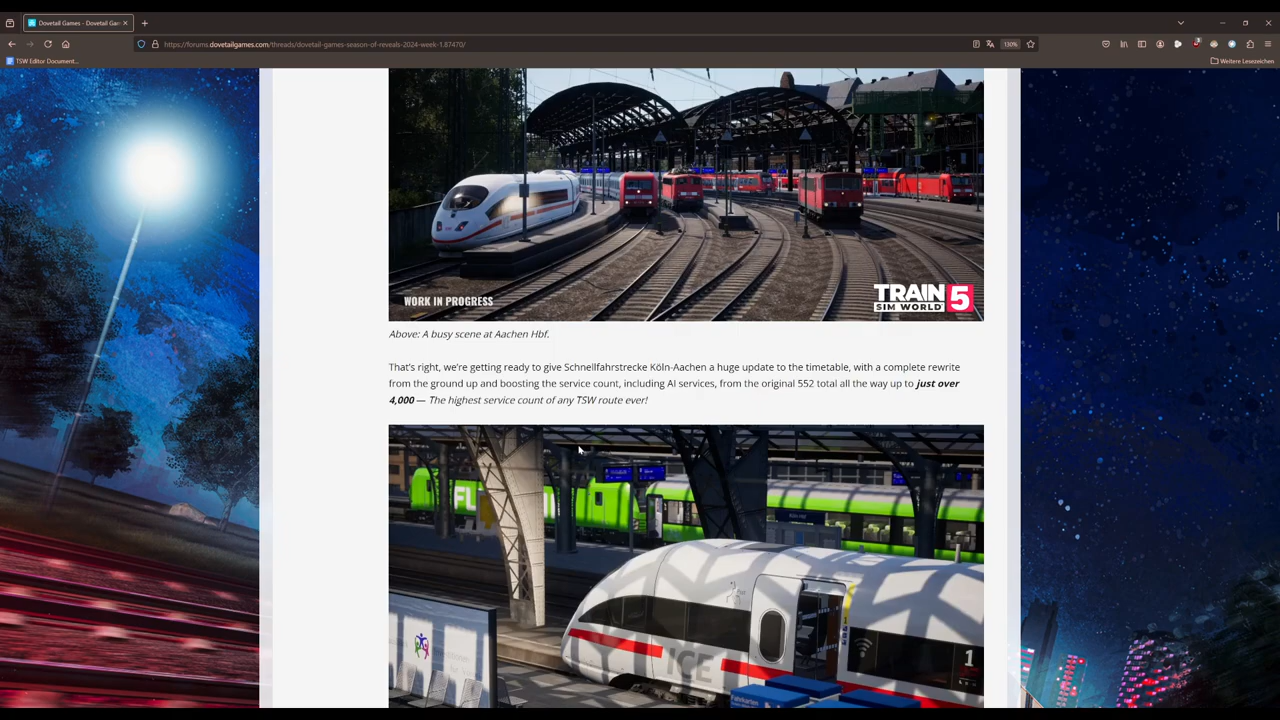 Dovetail Games - Dovetail Gam
https://forums.dovetailgames.com/threads/dovetail-games-season-of-reveals-2024-week-1.87470/
130%
TSW Editor Document...
Weitere Lesezeichen
WORK IN PROGRESS
TRAIN
SIM WORLD
5
Above: A busy scene at Aachen Hbf.
That's right, we're getting ready to give Schnellfahrstrecke Köln-Aachen a huge update to the timetable, with a complete rewrite
from the ground up and boosting the service count, including AI services, from the original 552 total all the way up to just over
4,000 — The highest service count of any TSW route ever!
FL
ICE
1